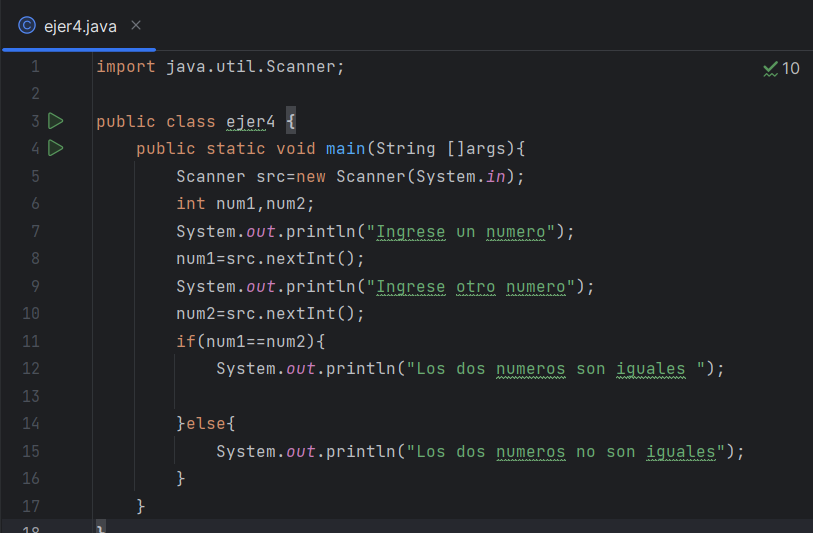 ejer4.java
10
1 import java.util.Scanner;
2
3 public class ejer4 {
4 public static void main(String []args){
5 Scanner src=new Scanner(System.in);
6 int num1,num2;
7 System.out.println("Ingrese un numero");
8 num1=src.nextInt();
9 System.out.println("Ingrese otro numero");
10 num2=src.nextInt();
11 if(num1==num2){
12 System.out.println("Los dos numeros son iquales ");
13
14 }else{
15 System.out.println("Los dos numeros no son iquales");
16 }
17 }
18 }